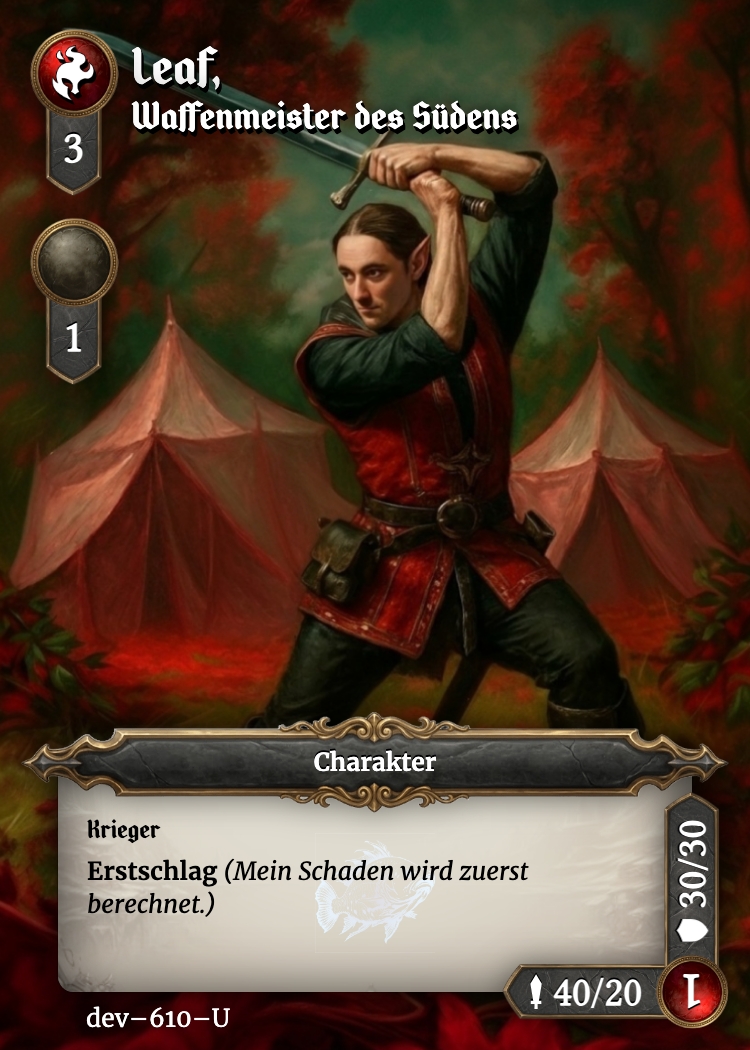 Leaf,
Waffenmeister des Südens
3
1
Charakter
Krieger
Erstschlag (Mein Schaden wird zuerst
berechnet.)
30/30
40/20
1
dev–610–U